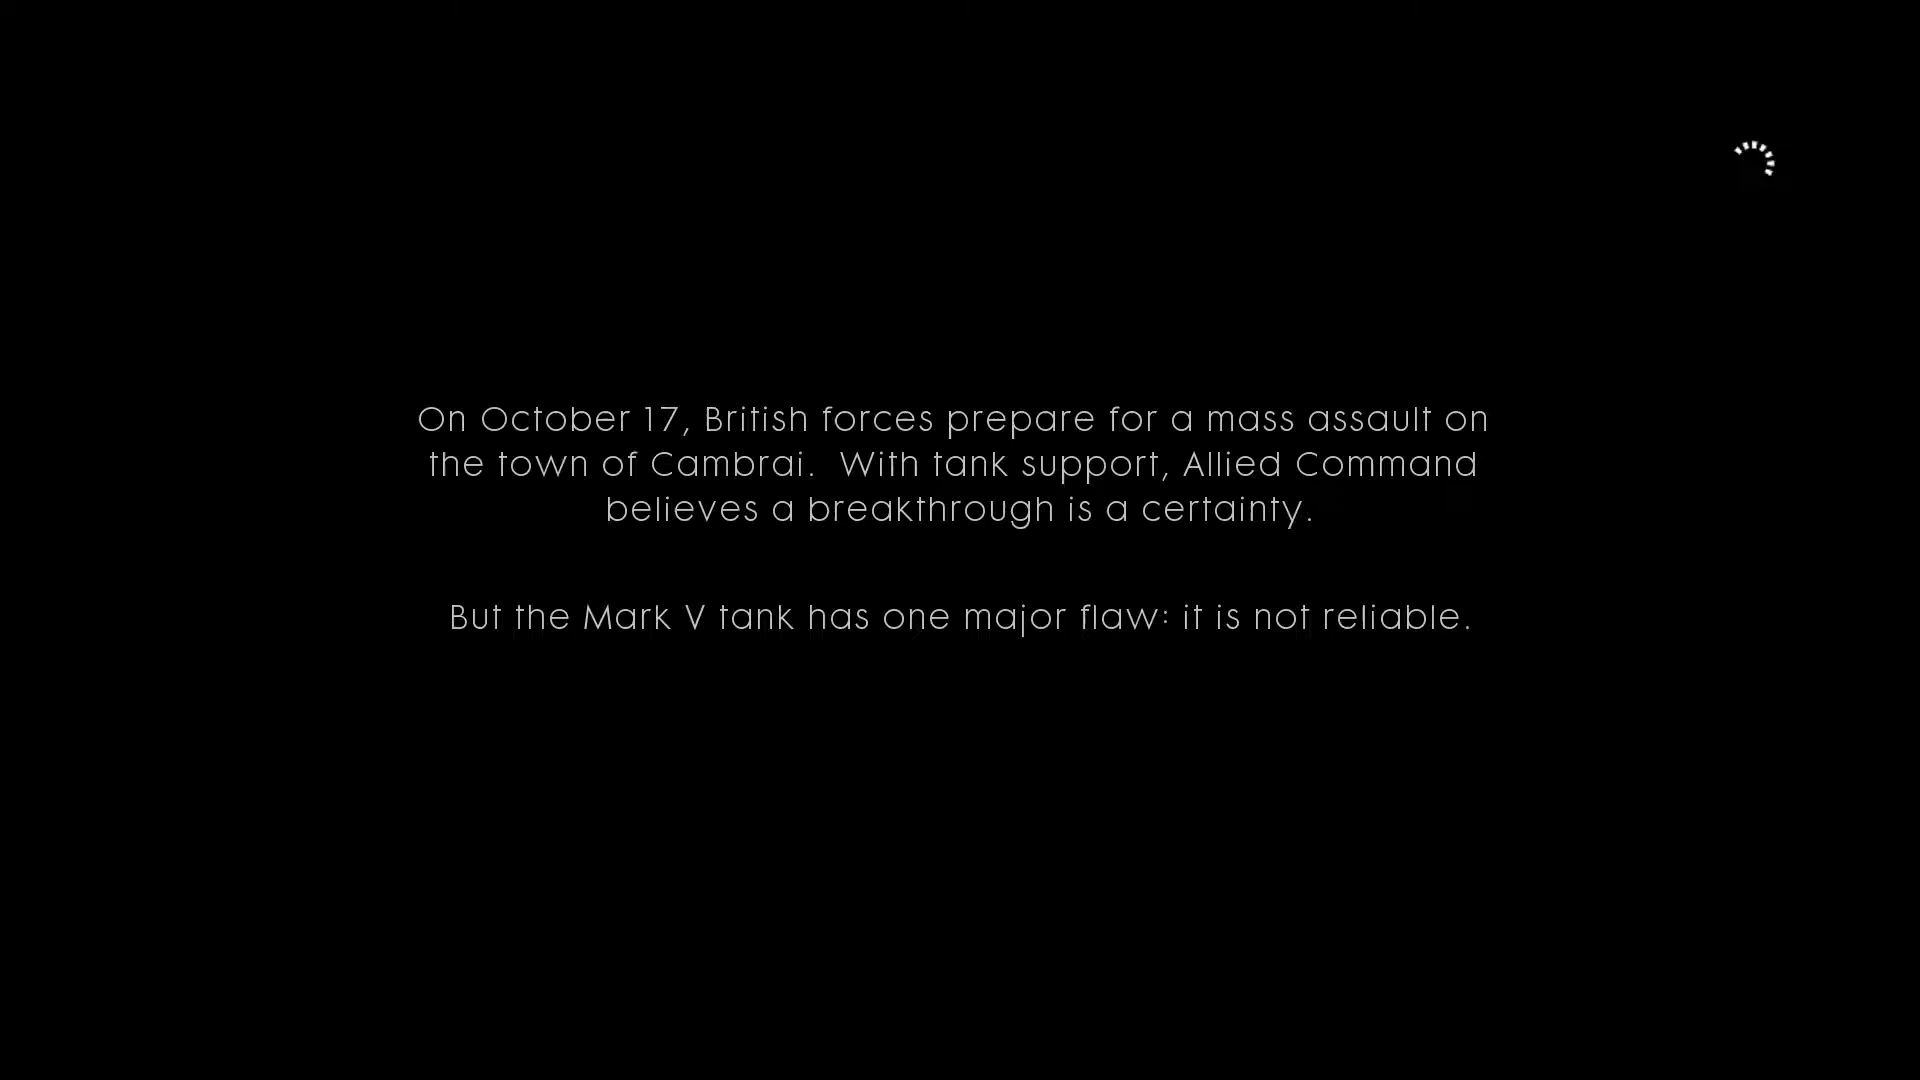 On October 17, British forces prepare for a mass assault on
the town of Cambrai.  With tank support, Allied Command
believes a breakthrough is a certainty.
But the Mark V tank has one major flaw: it is not reliable.